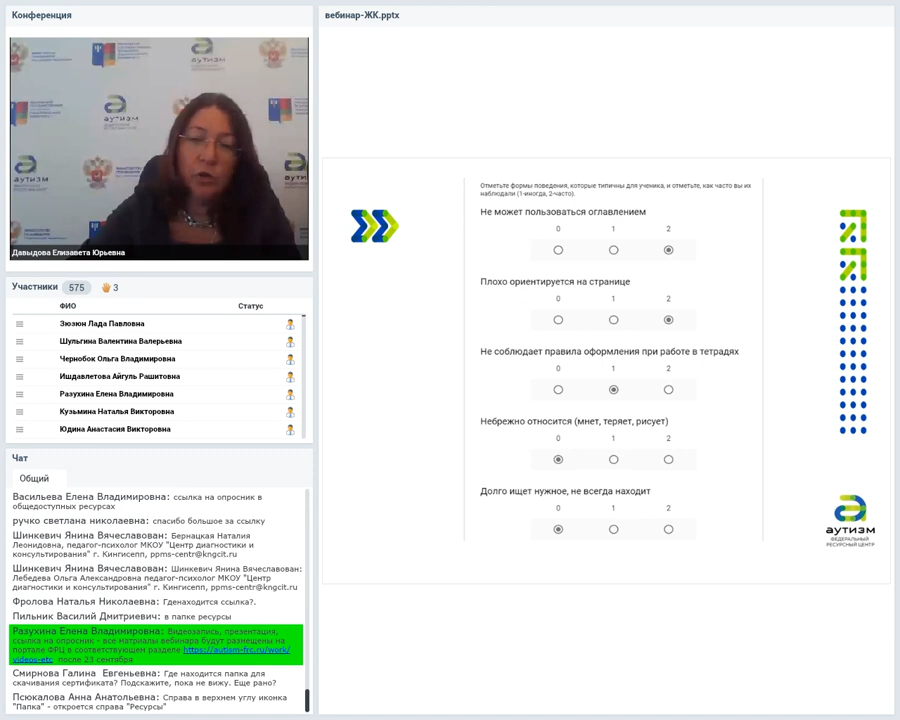 Конференция
аутизм
Давыдова Елизавета Юрьевна
Участники 575 3
ФИО Статус
Зюзюн Лада Павловна
Шульгина Валентина Валерьевна
Чернобок Ольга Владимировна
Ишдавлетова Айгуль Рашитовна
Разухина Елена Владимировна
Кузьмина Наталья Викторовна
Юдина Анастасия Викторовна
Чат
Общий
Васильева Елена Владимировна: ссылка на опросник в
общедоступных ресурсах
ручко светлана николаевна: спасибо большое за ссылку
Шинкевич Янина Вячеславован: Бернацкая Наталия
Леонидовна, педагог-психолог МКОУ "Центр диагностики и
консультирования" г. Кингисепп, ppms-centr@kngcit.ru
Шинкевич Янина Вячеславован: Шинкевич Янина Вячеславован:
Лебедева Ольга Александровна педагог-психолог МКОУ "Центр
диагностики и консультирования" г. Кингисепп, ppms-centr@kngcit.ru
Фролова Наталья Николаевна: Гденаходится ссылка?.
Пильник Василий Дмитриевич: в папке ресурсы
Разухина Елена Владимировна: Видеозапись, презентация,
ссылка на опросник - все матриалы вебинара будут размещены на
портале ФРЦ в соответствующем разделе https://autism-frc.ru/work/
videos-etc после 23 сентября
Смирнова Галина Евгеньевна: Где находится папка для
скачивания сертификата? Подскажите, пока не вижу. Еще рано?
Псюкалова Анна Анатольевна: Справа в верхнем углу иконка
"Папка" - откроется справа "Ресурсы"
вебинар-ЖК.pptx
Отметьте формы поведения, которые типичны для ученика, и отметьте, как часто вы их
наблюдали (1-иногда, 2-часто).
Не может пользоваться оглавлением
0 1 2
Плохо ориентируется на странице
0 1 2
Не соблюдает правила оформления при работе в тетрадях
0 1 2
Небрежно относится (мнет, теряет, рисует)
0 1 2
Долго ищет нужное, не всегда находит
0 1 2
аутизм
ФЕДЕРАЛЬНЫЙ
РЕСУРСНЫЙ ЦЕНТР